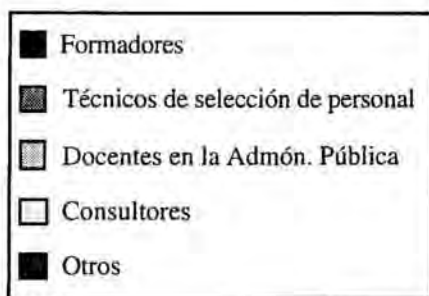 Formadores
Técnicos de selección de personal
Docentes en la Admón. Pública
Consultores
Otros